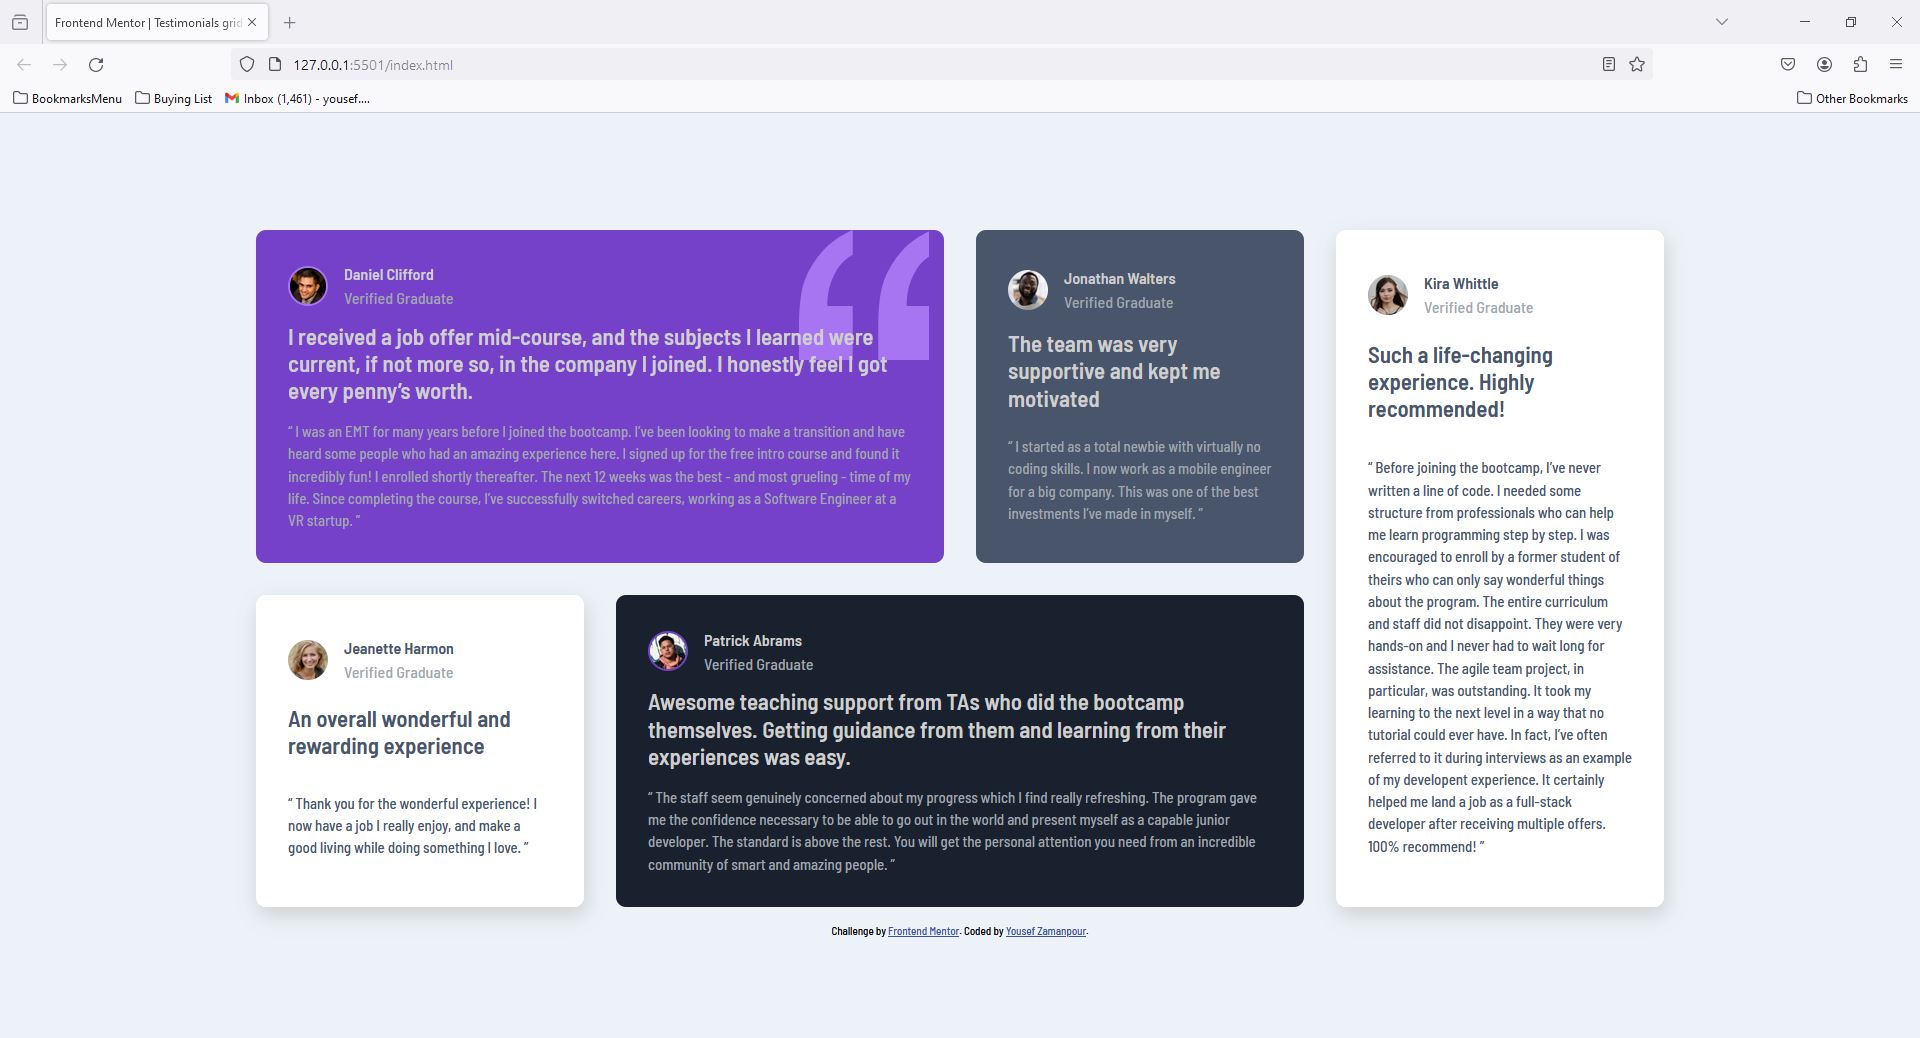 Frontend Mentor | Testimonials grid
127.0.0.1:5501/index.html
BookmarksMenu
Buying List
Inbox (1,461) - yousef....
Other Bookmarks
Daniel Clifford
Verified Graduate
I received a job offer mid-course, and the subjects I learned were
current, if not more so, in the company I joined. I honestly feel I got
every penny’s worth.
“ I was an EMT for many years before I joined the bootcamp. I’ve been looking to make a transition and have
heard some people who had an amazing experience here. I signed up for the free intro course and found it
incredibly fun! I enrolled shortly thereafter. The next 12 weeks was the best - and most grueling - time of my
life. Since completing the course, I’ve successfully switched careers, working as a Software Engineer at a
VR startup. ”
Jonathan Walters
Verified Graduate
The team was very
supportive and kept me
motivated
“ I started as a total newbie with virtually no
coding skills. I now work as a mobile engineer
for a big company. This was one of the best
investments I’ve made in myself. ”
Kira Whittle
Verified Graduate
Such a life-changing
experience. Highly
recommended!
“ Before joining the bootcamp, I’ve never
written a line of code. I needed some
structure from professionals who can help
me learn programming step by step. I was
encouraged to enroll by a former student of
theirs who can only say wonderful things
about the program. The entire curriculum
and staff did not disappoint. They were very
hands-on and I never had to wait long for
assistance. The agile team project, in
particular, was outstanding. It took my
learning to the next level in a way that no
tutorial could ever have. In fact, I’ve often
referred to it during interviews as an example
of my developent experience. It certainly
helped me land a job as a full-stack
developer after receiving multiple offers.
100% recommend! ”
Jeanette Harmon
Verified Graduate
An overall wonderful and
rewarding experience
“ Thank you for the wonderful experience! I
now have a job I really enjoy, and make a
good living while doing something I love. ”
Patrick Abrams
Verified Graduate
Awesome teaching support from TAs who did the bootcamp
themselves. Getting guidance from them and learning from their
experiences was easy.
“ The staff seem genuinely concerned about my progress which I find really refreshing. The program gave
me the confidence necessary to be able to go out in the world and present myself as a capable junior
developer. The standard is above the rest. You will get the personal attention you need from an incredible
community of smart and amazing people. ”
Challenge by Frontend Mentor. Coded by Yousef Zamanpour.